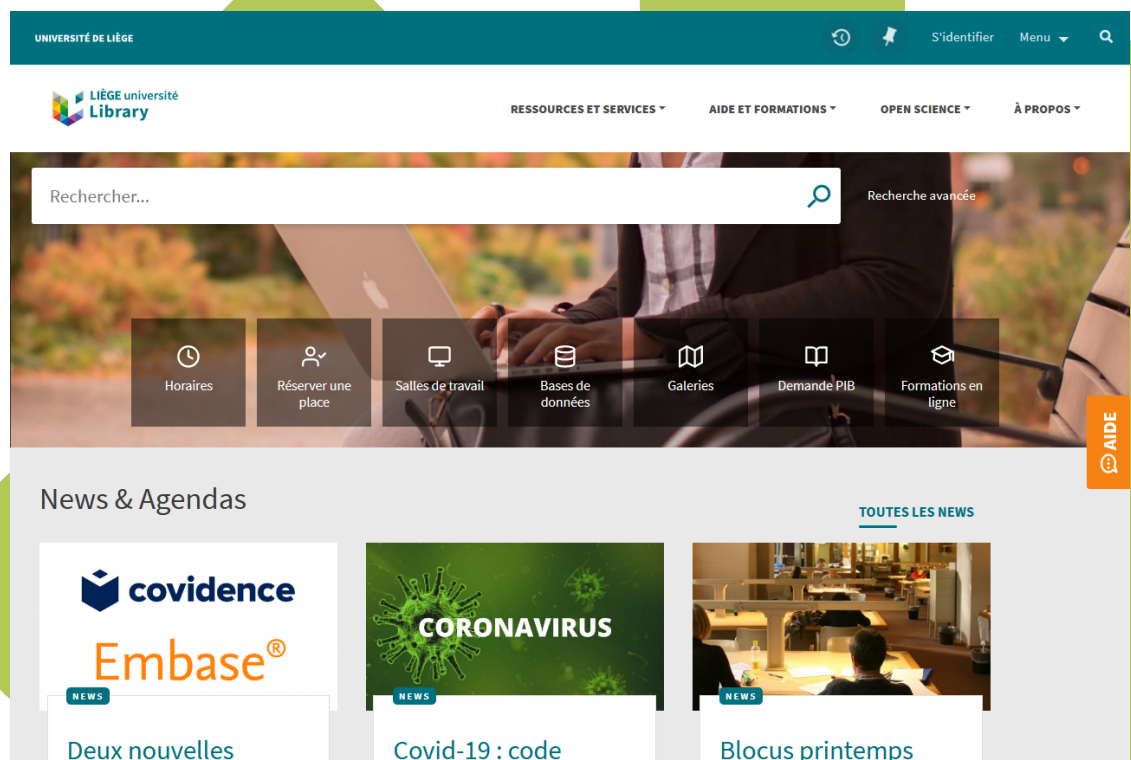 UNIVERSITÉ DE LIÈGE
S'identifier
Menu
LIÈGE université
Library
RESSOURCES ET SERVICES
AIDE ET FORMATIONS
OPEN SCIENCE
À PROPOS
Rechercher...
Recherche avancée
Horaires
Réserver une
place
Salles de travail
Bases de
données
Galeries
Demande PIB
Formations en
ligne
AIDE
News & Agendas
TOUTES LES NEWS
covidence
Embase®
NEWS
Deux nouvelles
CORONAVIRUS
NEWS
Covid-19 : code
NEWS
Blocus printemps